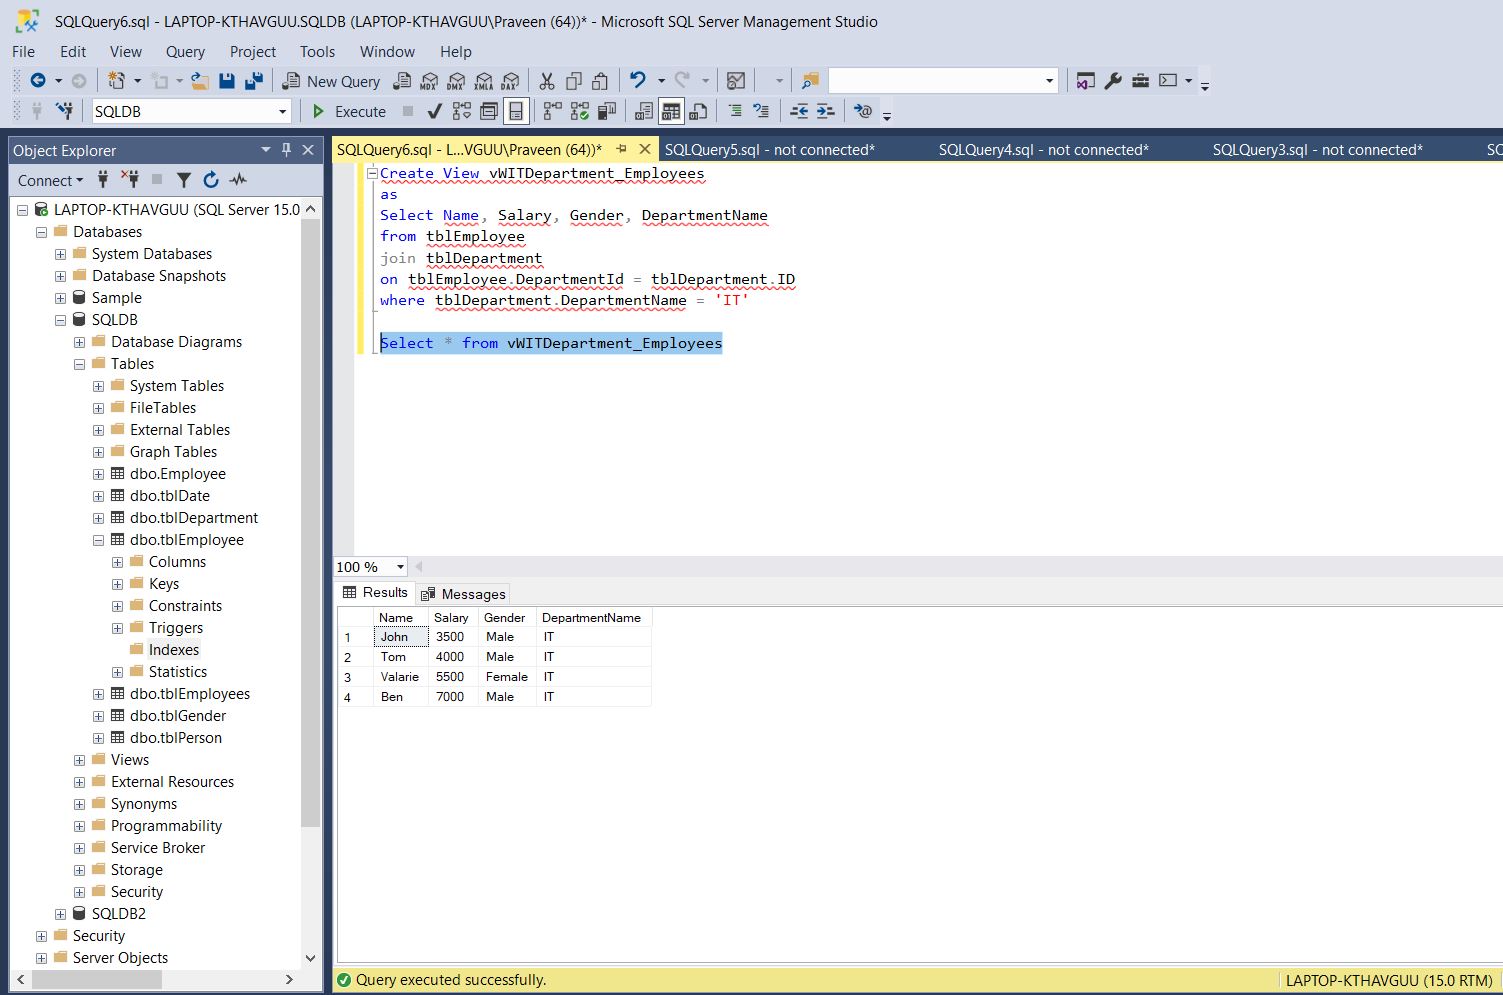 SQLQuery6.sql - LAPTOP-KTHAVGUU.SQLDB (LAPTOP-KTHAVGUU\Praveen (64))* - Microsoft SQL Server Management Studio
File Edit View Query Project Tools Window Help
New Query MDX DMX XMLA DAX
SQLDB Execute
Object Explorer
Connect
LAPTOP-KTHAVGUU (SQL Server 15.0
Databases
System Databases
Database Snapshots
Sample
SQLDB
Database Diagrams
Tables
System Tables
FileTables
External Tables
Graph Tables
dbo.Employee
dbo.tblDate
dbo.tblDepartment
dbo.tblEmployee
Columns
Keys
Constraints
Triggers
Indexes
Statistics
dbo.tblEmployees
dbo.tblGender
dbo.tblPerson
Views
External Resources
Synonyms
Programmability
Service Broker
Storage
Security
SQLDB2
Security
Server Objects
SQLQuery6.sql - L...VGUU\Praveen (64))* SQLQuery5.sql - not connected* SQLQuery4.sql - not connected* SQLQuery3.sql - not connected* SC
Create View vWITDepartment_Employees
as
Select Name, Salary, Gender, DepartmentName
from tblEmployee
join tblDepartment
on tblEmployee.DepartmentId = tblDepartment.ID
where tblDepartment.DepartmentName = 'IT'
Select * from vWITDepartment_Employees
100 %
Results Messages
Name Salary Gender DepartmentName
1 John 3500 Male IT
2 Tom 4000 Male IT
3 Valarie 5500 Female IT
4 Ben 7000 Male IT
Query executed successfully. LAPTOP-KTHAVGUU (15.0 RTM)